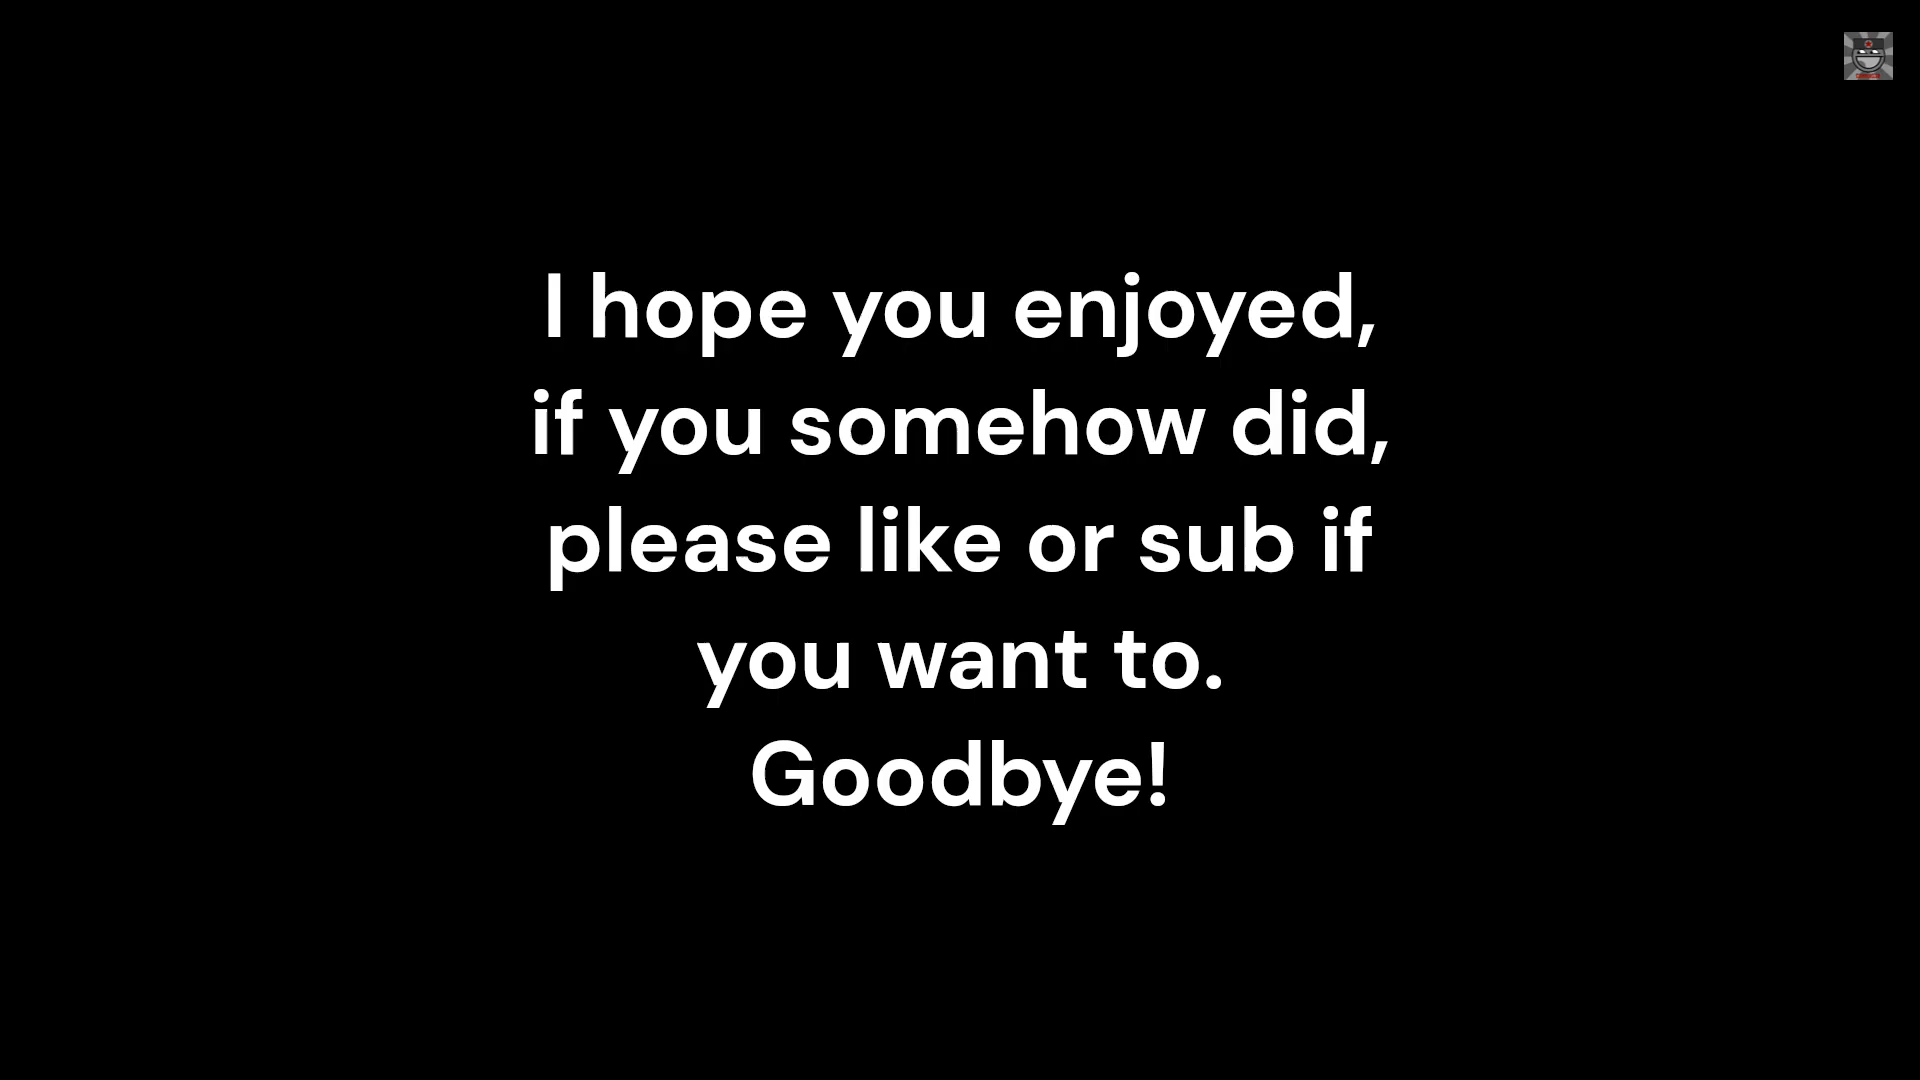 I hope you enjoyed,
if you somehow did,
please like or sub if
you want to.
Goodbye!